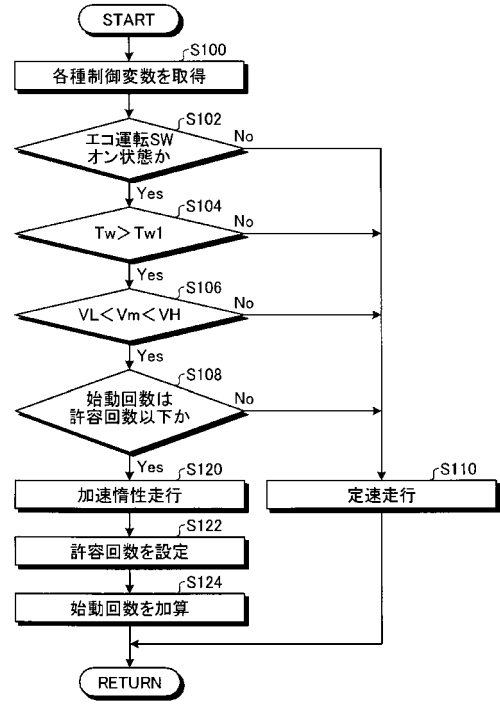 START
S100
各種制御変数を取得
S102
エコ運転SW
オン状態か
No
Yes
S104
Tw＞Tw1
No
Yes
S106
VL＜Vm＜VH
No
Yes
S108
始動回数は
許容回数以下か
No
Yes
S120
加速惰性走行
S110
定速走行
S122
許容回数を設定
S124
始動回数を加算
RETURN